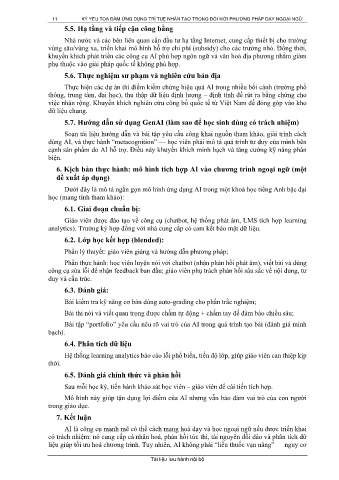 11 KỶ YẾU TỌA ĐÀM ỨNG DỤNG TRÍ TUỆ NHÂN TẠO TRONG ĐỔI MỚI PHƯƠNG PHÁP DẠY NGOẠI NGỮ
5.5. Hạ tầng và tiếp cận công bằng
Nhà nước và các bên liên quan cần đầu tư hạ tầng Internet, cung cấp thiết bị cho trường
vùng sâu/vùng xa, triển khai mô hình hỗ trợ chi phí (subsidy) cho các trường nhỏ. Đồng thời,
khuyến khích phát triển các công cụ AI phù hợp ngôn ngữ và văn hoá địa phương nhằm giảm
phụ thuộc vào giải pháp quốc tế không phù hợp.
5.6. Thực nghiệm sư phạm và nghiên cứu bản địa
Thực hiện các dự án thí điểm kiểm chứng hiệu quả AI trong nhiều bối cảnh (trường phổ
thông, trung tâm, đại học), thu thập dữ liệu định lượng – định tính để rút ra bằng chứng cho
việc nhân rộng. Khuyến khích nghiên cứu công bố quốc tế từ Việt Nam để đóng góp vào kho
dữ liệu chung.
5.7. Hướng dẫn sử dụng GenAI (làm sao để học sinh dùng có trách nhiệm)
Soạn tài liệu hướng dẫn và bài tập yêu cầu công khai nguồn tham khảo, giải trình cách
dùng AI, và thực hành “metacognition” — học viên phải mô tả quá trình tư duy của mình bên
cạnh sản phẩm do AI hỗ trợ. Điều này khuyến khích minh bạch và tăng cường kỹ năng phản
biện.
6. Kịch bản thực hành: mô hình tích hợp AI vào chương trình ngoại ngữ (một
đề xuất áp dụng)
Dưới đây là mô tả ngắn gọn mô hình ứng dụng AI trong một khoá học tiếng Anh bậc đại
học (mang tính tham khảo):
6.1. Giai đoạn chuẩn bị:
Giáo viên được đào tạo về công cụ (chatbot, hệ thống phát âm, LMS tích hợp learning
analytics). Trường ký hợp đồng với nhà cung cấp có cam kết bảo mật dữ liệu.
6.2. Lớp học kết hợp (blended):
Phần lý thuyết: giáo viên giảng và hướng dẫn phương pháp;
Phần thực hành: học viên luyện nói với chatbot (nhận phản hồi phát âm), viết bài và dùng
công cụ sửa lỗi để nhận feedback ban đầu; giáo viên phụ trách phản hồi sâu sắc về nội dung, tư
duy và cấu trúc.
6.3. Đánh giá:
Bài kiểm tra kỹ năng cơ bản dùng auto-grading cho phần trắc nghiệm;
Bài thi nói và viết quan trọng được chấm tự động + chấm tay để đảm bảo chiều sâu;
Bài tập “portfolio” yêu cầu nêu rõ vai trò của AI trong quá trình tạo bài (đánh giá minh
bạch).
6.4. Phân tích dữ liệu
Hệ thống learning analytics báo cáo lỗi phổ biến, tiến độ lớp, giúp giáo viên can thiệp kịp
thời.
6.5. Đánh giá chính thức và phản hồi
Sau mỗi học kỳ, tiến hành khảo sát học viên – giáo viên để cải tiến tích hợp.
Mô hình này giúp tận dụng lợi điểm của AI nhưng vẫn bảo đảm vai trò của con người
trong giáo dục.
7. Kết luận
AI là công cụ mạnh mẽ có thể cách mạng hoá dạy và học ngoại ngữ nếu được triển khai
có trách nhiệm: nó cung cấp cá nhân hoá, phản hồi tức thì, tài nguyên dồi dào và phân tích dữ
liệu giúp tối ưu hoá chương trình. Tuy nhiên, AI không phải “liều thuốc vạn năng” nguy cơ
Tài liệu lưu hành nội bộ